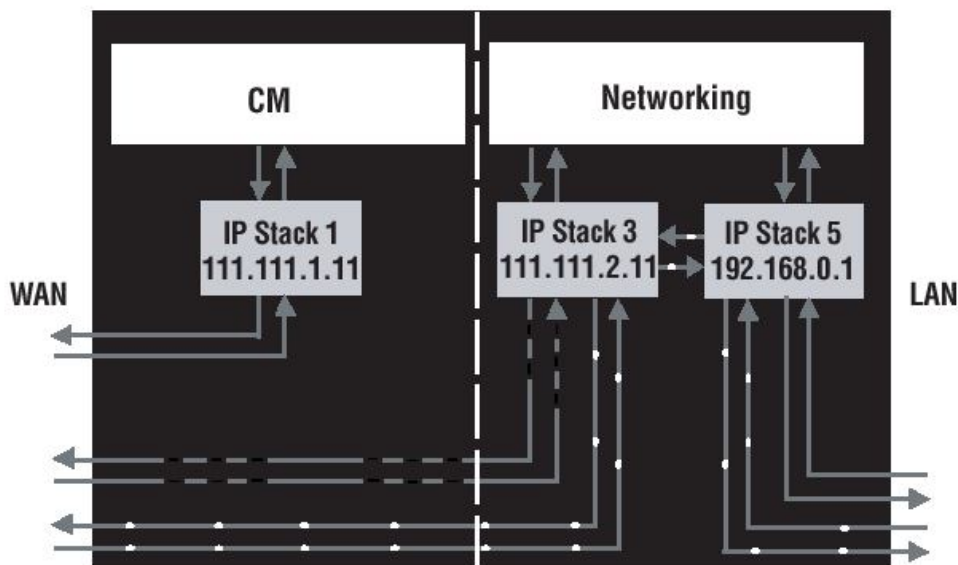 CM
Networking
IP Stack 1
111.111.1.11
IP Stack 3
111.111.2.11
IP Stack 5
192.168.0.1
WAN
LAN